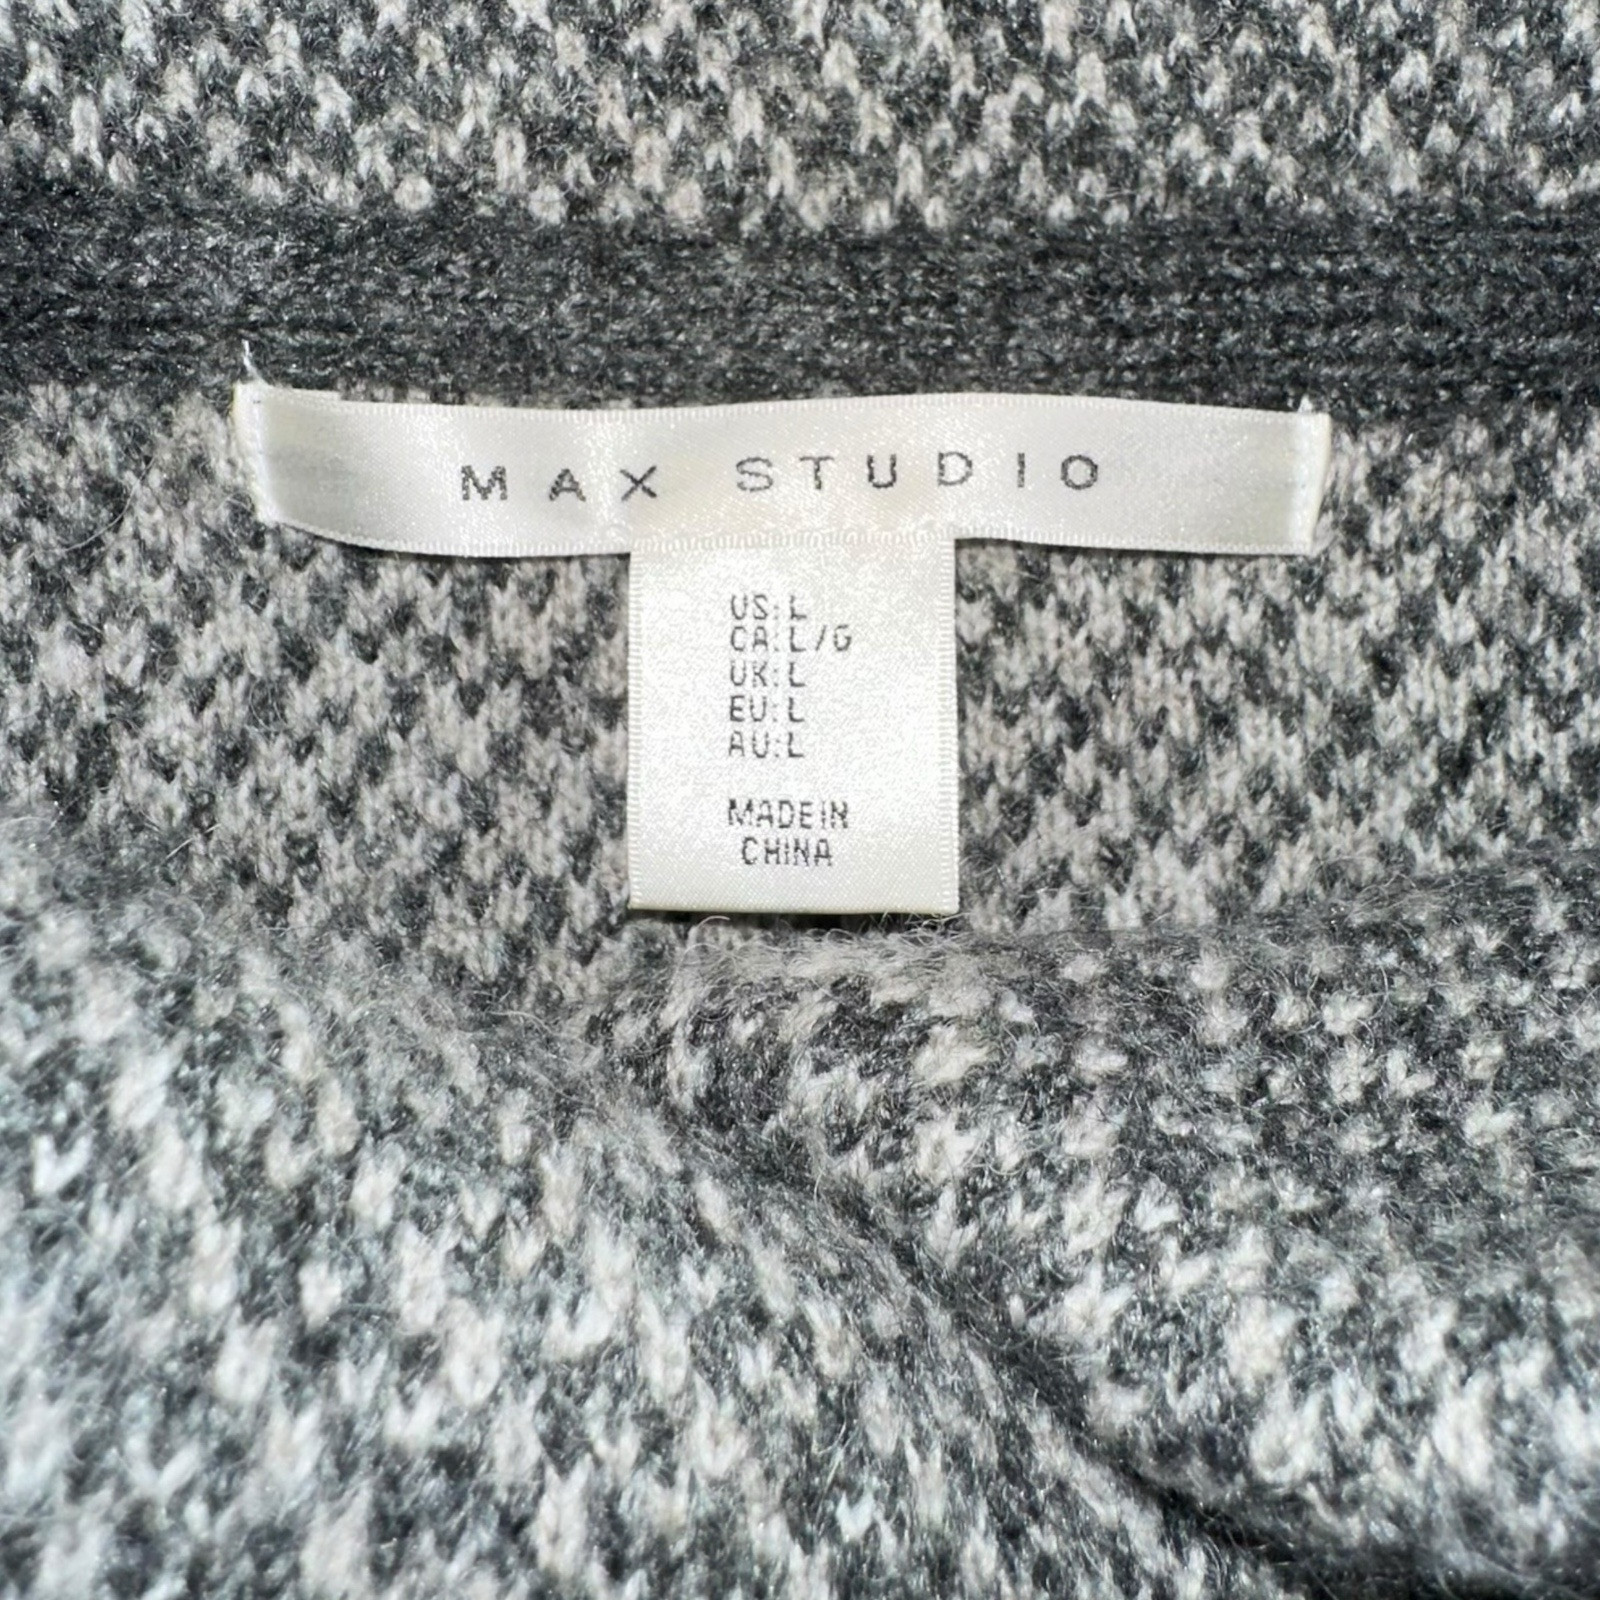 MAX STUDIO
US: L
CA: L/G
UK: L
EU: L
AU: L
MADE IN
CHINA